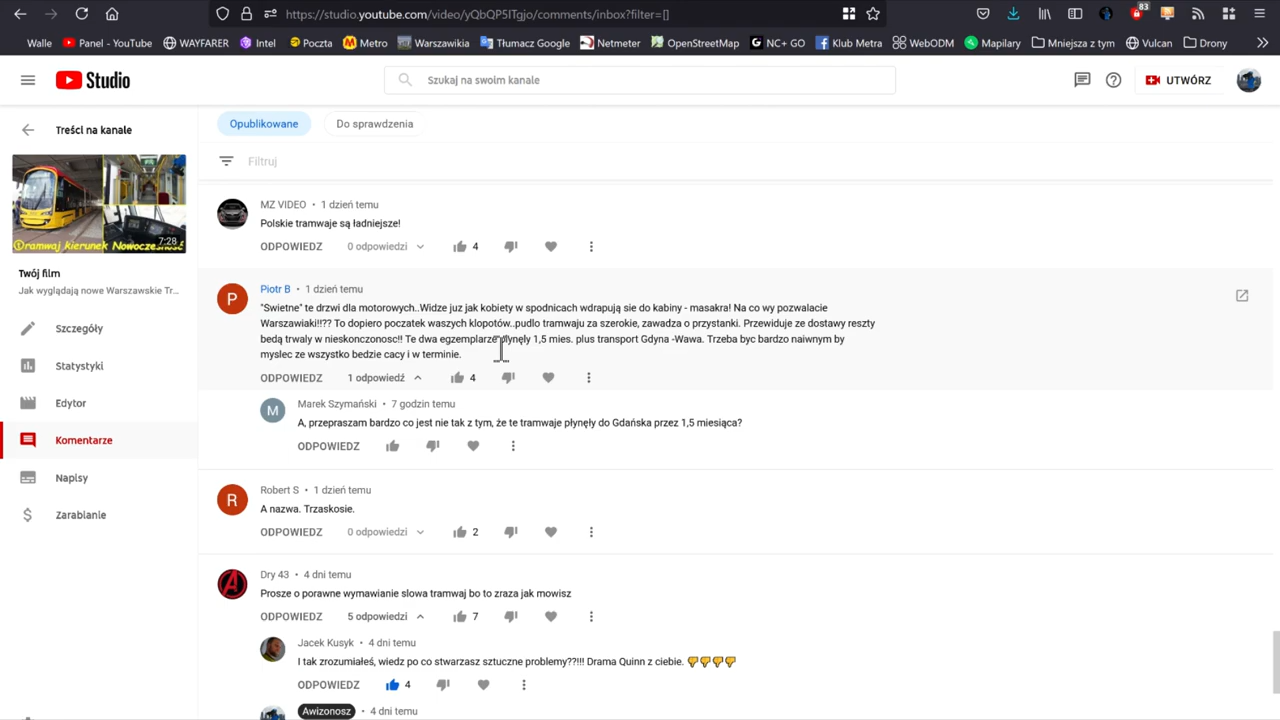 https://studio.youtube.com/video/yQbQP5ITgjo/comments/inbox?filter=[]
83
Walle
Panel - YouTube
WAYFARER
Intel
Poczta
Metro
Warszawikia
Tłumacz Google
Netmeter
OpenStreetMap
NC+ GO
Klub Metra
WebODM
Mapilary
Mniejsza z tym
Vulcan
Drony
Studio
Szukaj na swoim kanale
UTWÓRZ
Treści na kanale
Tramwaj kierunek Nowoczesność
7:28
Twój film
Jak wyglądają nowe Warszawskie Tr...
Szczegóły
Statystyki
Edytor
Komentarze
Napisy
Zarabianie
Opublikowane
Do sprawdzenia
Filtruj
MZ VIDEO • 1 dzień temu
Polskie tramwaje są ładniejsze!
ODPOWIEDZ 0 odpowiedzi 4
P
Piotr B • 1 dzień temu
"Swietne" te drzwi dla motorowych..Widze juz jak kobiety w spodnicach wdrapują sie do kabiny - masakra! Na co wy pozwalacie
Warszawiaki!!?? To dopiero poczatek waszych klopotów..pudlo tramwaju za szerokie, zawadza o przystanki. Przewiduje ze dostawy reszty
bedą trwaly w nieskonczonosc!! Te dwa egzemplarze płynęly 1,5 mies. plus transport Gdyna -Wawa. Trzeba byc bardzo naiwnym by
myslec ze wszystko bedzie cacy i w terminie.
ODPOWIEDZ 1 odpowiedź 4
M
Marek Szymański • 7 godzin temu
A, przepraszam bardzo co jest nie tak z tym, że te tramwaje płynęły do Gdańska przez 1,5 miesiąca?
ODPOWIEDZ
R
Robert S • 1 dzień temu
A nazwa. Trzaskosie.
ODPOWIEDZ 0 odpowiedzi 2
Dry 43 • 4 dni temu
Prosze o porawne wymawianie slowa tramwaj bo to zraza jak mowisz
ODPOWIEDZ 5 odpowiedzi 7
Jacek Kusyk • 4 dni temu
I tak zrozumiałeś, wiedz po co stwarzasz sztuczne problemy??!!! Drama Quinn z ciebie. 👎👎👎👎
ODPOWIEDZ 4
Awizonosz • 4 dni temu